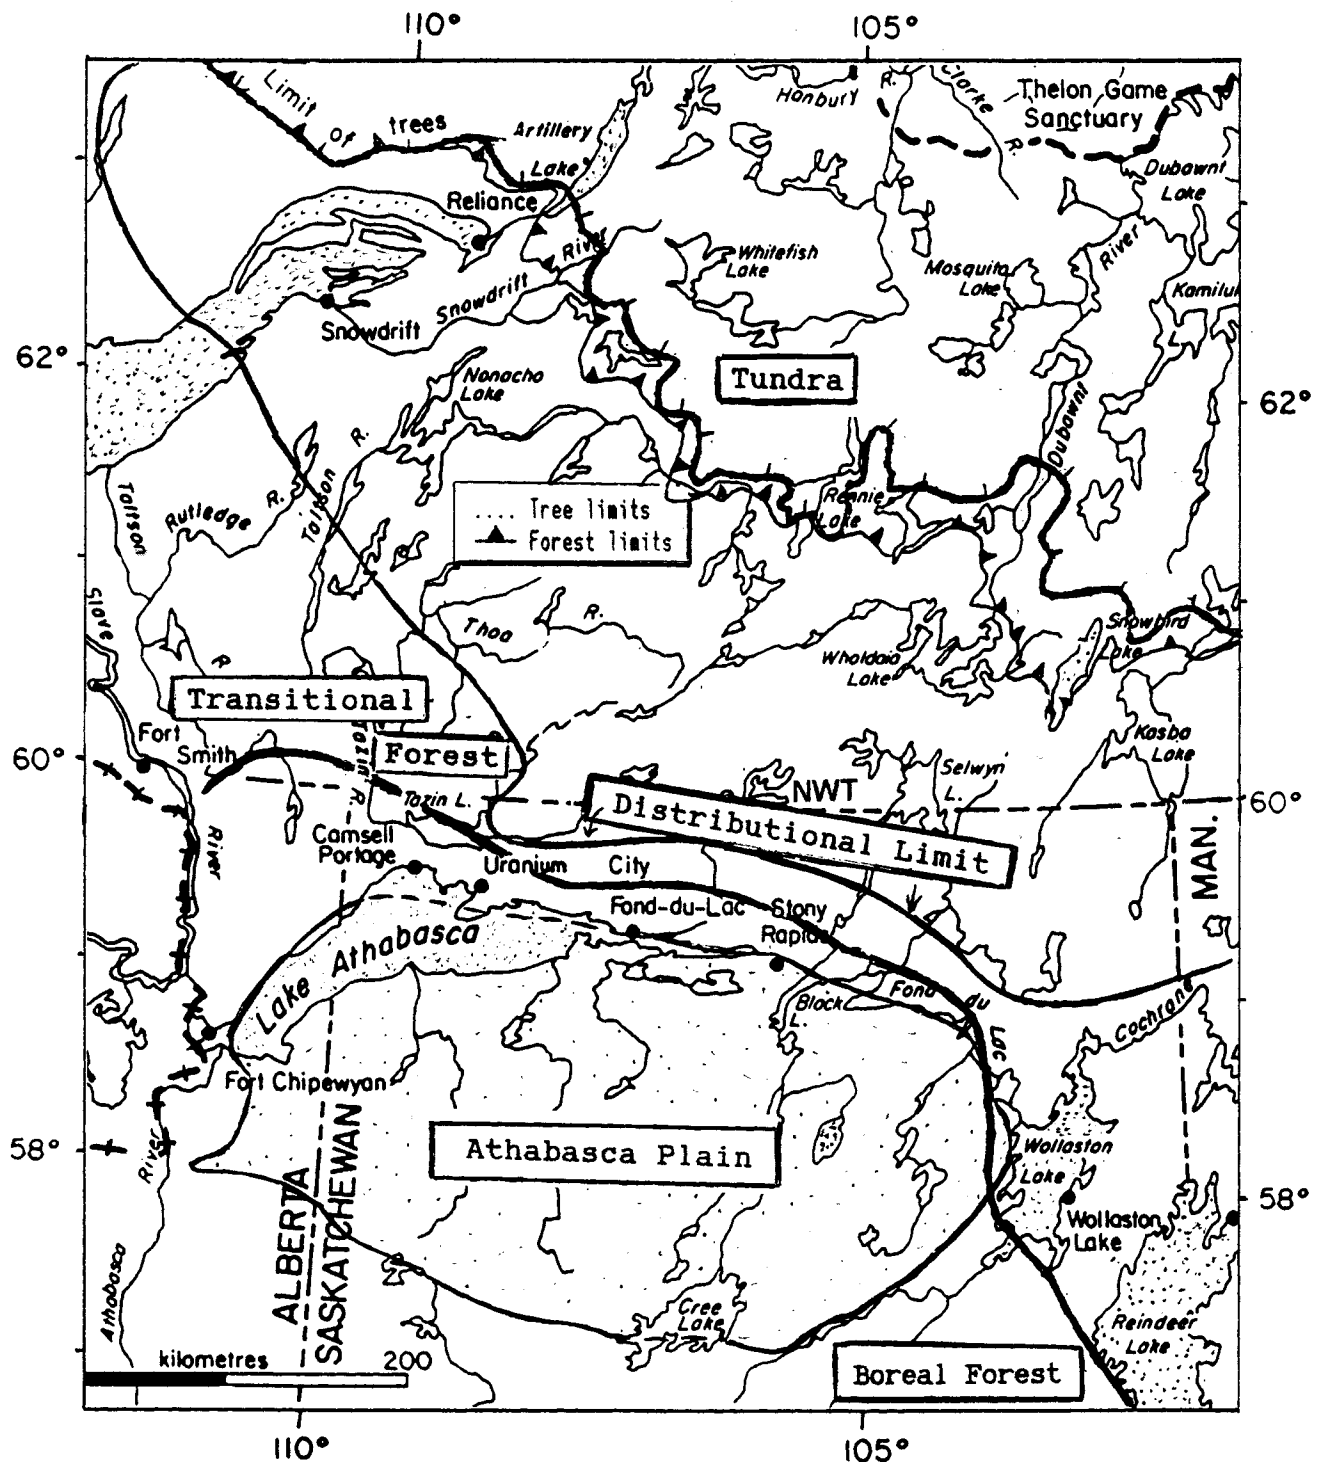 110°
105°
Limit of trees
Artillery
Lake
Hanbury
R.
Clarke
R.
Thelon Game
Sanctuary
Dubawnt
Lake
Reliance
River
Snowdrift
Whitefish
Lake
Mosquito
Lake
River
Kamiluk
Snowdrift
62°
Tundra
62°
Nonacho
Lake
Dubawnt
R.
Taltson
Rutledge
R.
Taltson
.... Tree limits
Forest limits
Rennie
Lake
Slave
Thoa
R.
Snowbird
Lake
R.
Wholdaia
Lake
Transitional
Fort
Smith
Forest
Kasba
Lake
60°
Tazin
R.
Tazin L.
Selwyn
L.
NWT
60°
Distributional Limit
MAN.
River
Camsell
Portage
Uranium
City
Fond-du-Lac
Stony
Rapids
Lake Athabasca
Black
L.
Fond
du
Lac
Cochrane
Fort Chipewyan
58°
River
Athabasca Plain
Wollaston
Lake
58°
Wollaston
Lake
ALBERTA
SASKATCHEWAN
Athabasca
Cree
Lake
Reindeer
Lake
kilometres
200
Boreal Forest
110°
105°